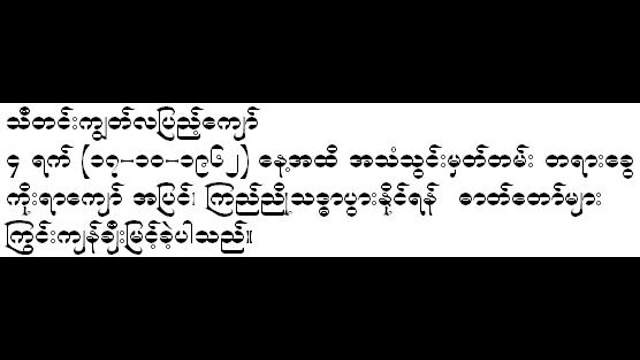 သီတင်းကျွတ်လပြည့်ကျော်
၄ ရက် (၁၇–၁၀–၁၉၆၂) နေ့အထိ အသံသွင်းမှတ်တမ်း တရားခွေ
ကိုးရာကျော် အပြင်၊ ကြည်ညိုသဒ္ဓာပွားနိုင်ရန် ဓာတ်တော်များ
ကြွင်းကျန်ချီးမြင့်ခဲ့ပါသည်။